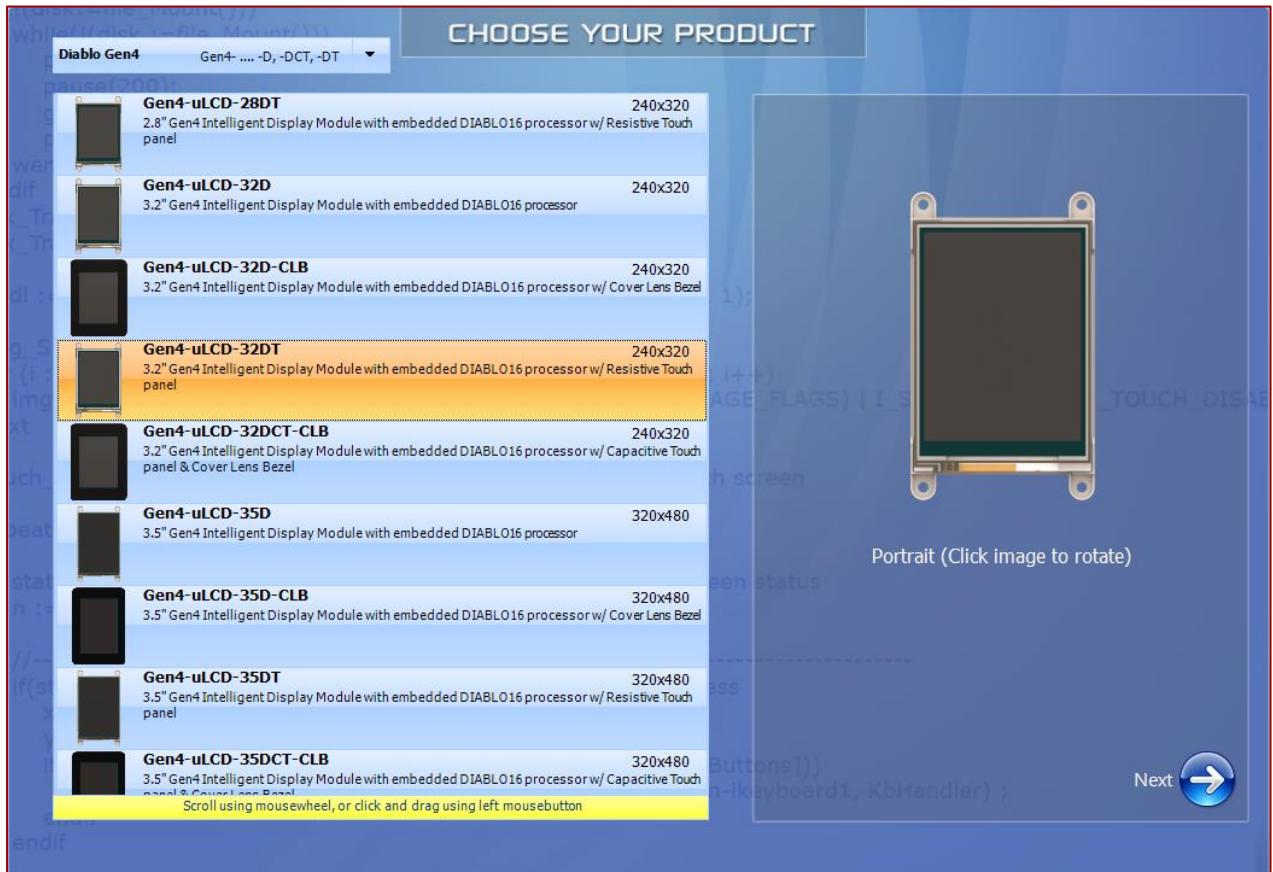 CHOOSE YOUR PRODUCT
Diablo Gen4 Gen4- .... -D, -DCT, -DT
Gen4-uLCD-28DT 240x320
2.8" Gen4 Intelligent Display Module with embedded DIABLO16 processor w/ Resistive Touch
panel
Gen4-uLCD-32D 240x320
3.2" Gen4 Intelligent Display Module with embedded DIABLO16 processor
Gen4-uLCD-32D-CLB 240x320
3.2" Gen4 Intelligent Display Module with embedded DIABLO16 processor w/ Cover Lens Bezel
Gen4-uLCD-32DT 240x320
3.2" Gen4 Intelligent Display Module with embedded DIABLO16 processor w/ Resistive Touch
panel
Gen4-uLCD-32DCT-CLB 240x320
3.2" Gen4 Intelligent Display Module with embedded DIABLO16 processor w/ Capacitive Touch
panel & Cover Lens Bezel
Gen4-uLCD-35D 320x480
3.5" Gen4 Intelligent Display Module with embedded DIABLO16 processor
Gen4-uLCD-35D-CLB 320x480
3.5" Gen4 Intelligent Display Module with embedded DIABLO16 processor w/ Cover Lens Bezel
Gen4-uLCD-35DT 320x480
3.5" Gen4 Intelligent Display Module with embedded DIABLO16 processor w/ Resistive Touch
panel
Gen4-uLCD-35DCT-CLB 320x480
3.5" Gen4 Intelligent Display Module with embedded DIABLO16 processor w/ Capacitive Touch
panel & Cover Lens Bezel
Scroll using mousewheel, or click and drag using left mousebutton
Portrait (Click image to rotate)
Next